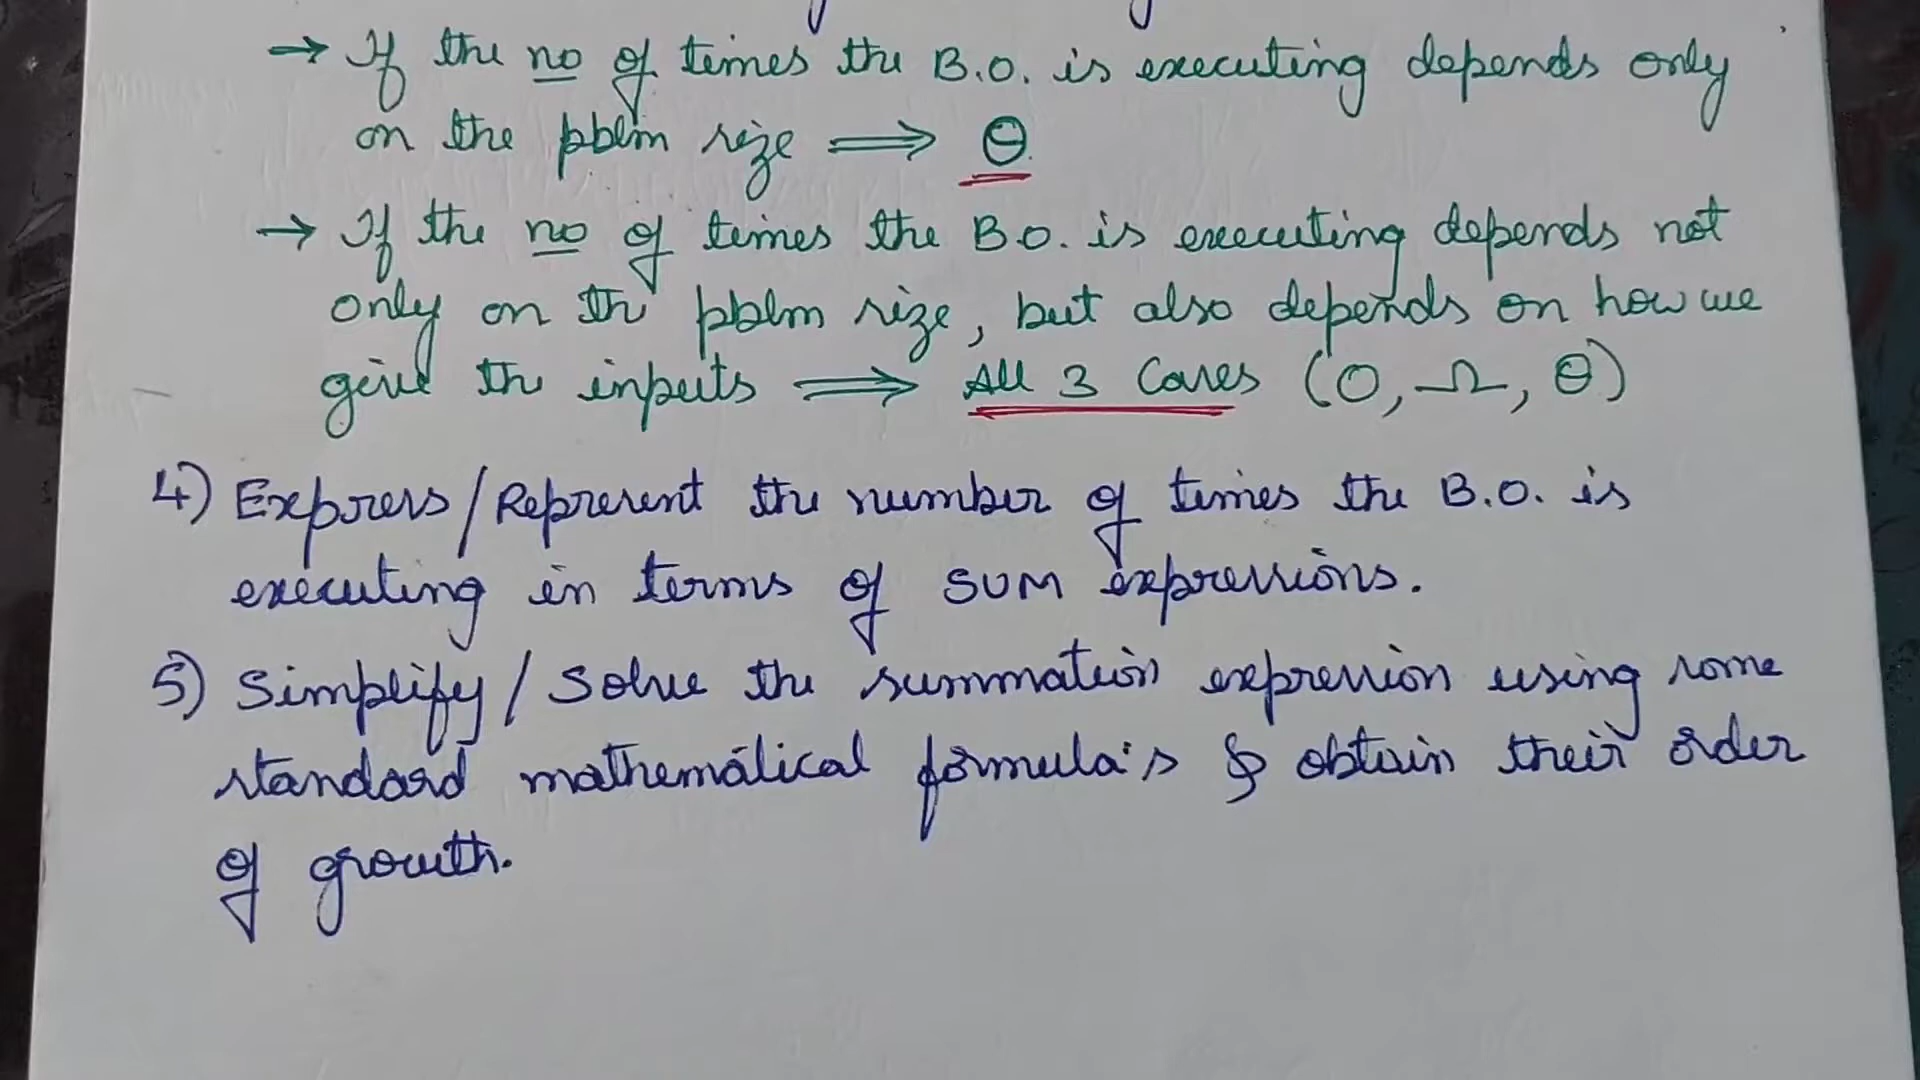 → If the no of times the B.O. is executing depends only
on the pblm size ⟹ Θ
→ If the no of times the B.O. is executing depends not
only on th pblm size, but also depends on how we
give the inputs ⟹ All 3 Cases (O, Ω, Θ)
4) Express/Represent the number of times the B.O. is
executing in terms of SUM expressions.
5) Simplify/Solve the summation expression using some
standard mathematical formula's & obtain their order
of growth.